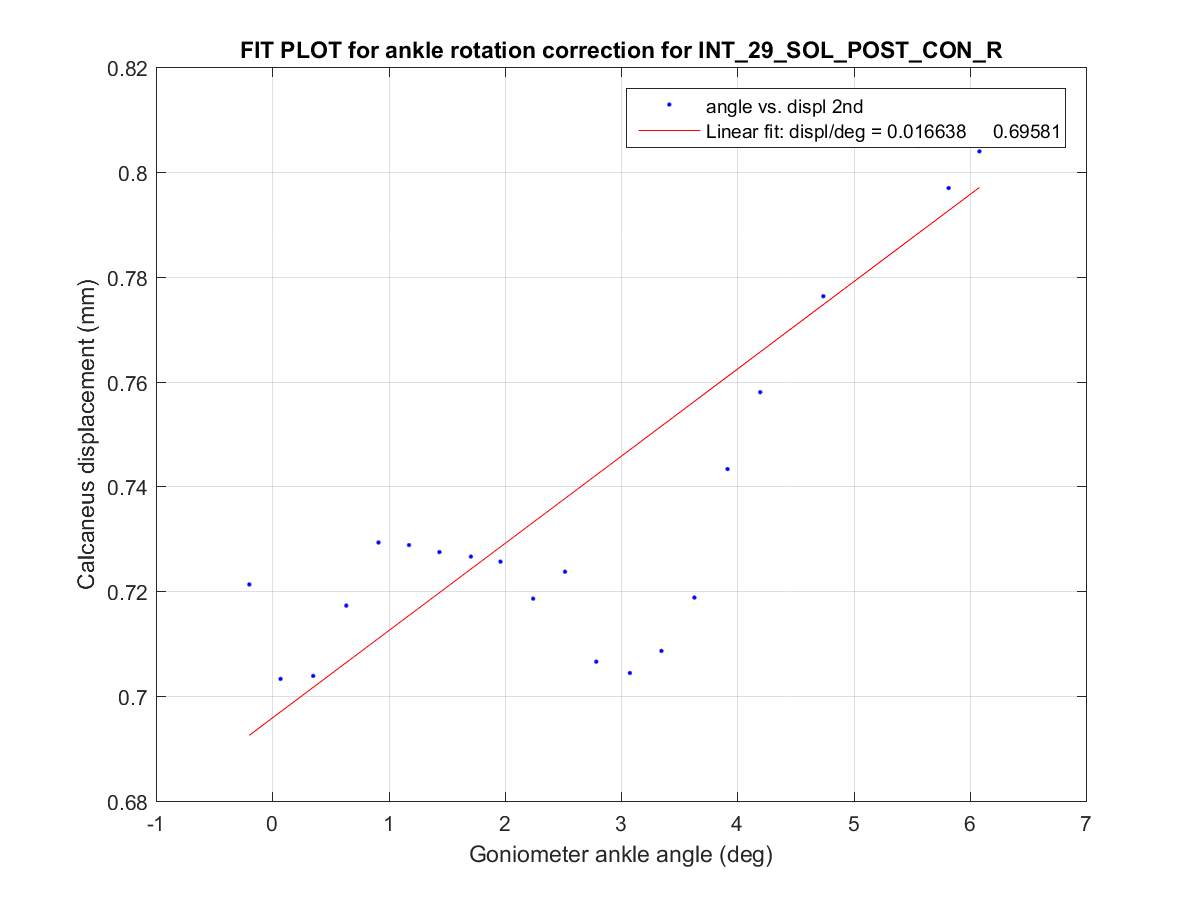 FIT PLOT for ankle rotation correction for INT_29_SOL_POST_CON_R
0.82
angle vs. displ 2nd
Linear fit: displ/deg = 0.016638 0.69581
0.8
0.78
0.76
0.74
0.72
0.7
0.68
Calcaneus displacement (mm)
-1 0 1 2 3 4 5 6 7
Goniometer ankle angle (deg)